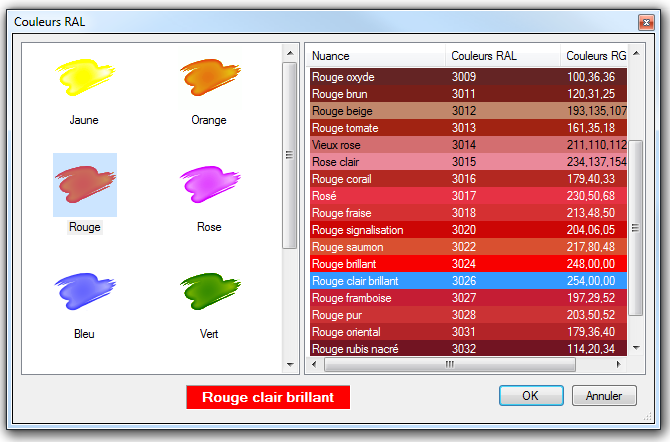 Couleurs RAL
Jaune
Orange
Rouge
Rose
Bleu
Vert
Nuance Couleurs RAL Couleurs RG
Rouge oxyde 3009 100,36,36
Rouge brun 3011 120,31,25
Rouge beige 3012 193,135,107
Rouge tomate 3013 161,35,18
Vieux rose 3014 211,110,112
Rose clair 3015 234,137,154
Rouge corail 3016 179,40,33
Rosé 3017 230,50,68
Rouge fraise 3018 213,48,50
Rouge signalisation 3020 204,06,05
Rouge saumon 3022 217,80,48
Rouge brillant 3024 248,00,00
Rouge clair brillant 3026 254,00,00
Rouge framboise 3027 197,29,52
Rouge pur 3028 203,50,52
Rouge oriental 3031 179,36,40
Rouge rubis nacré 3032 114,20,34
Rouge clair brillant
OK
Annuler